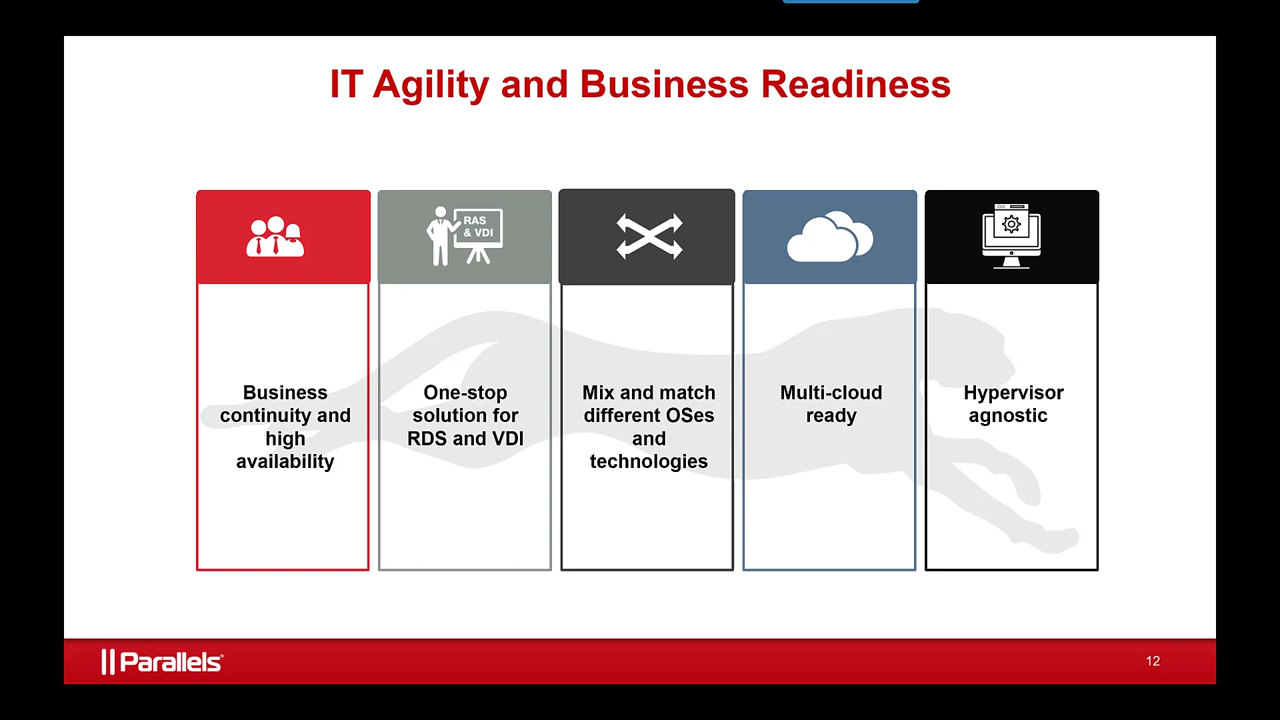 IT Agility and Business Readiness
RAS
& VDI
Business
continuity and
high
availability
One-stop
solution for
RDS and VDI
Mix and match
different OSes
and
technologies
Multi-cloud
ready
Hypervisor
agnostic
Parallels
12